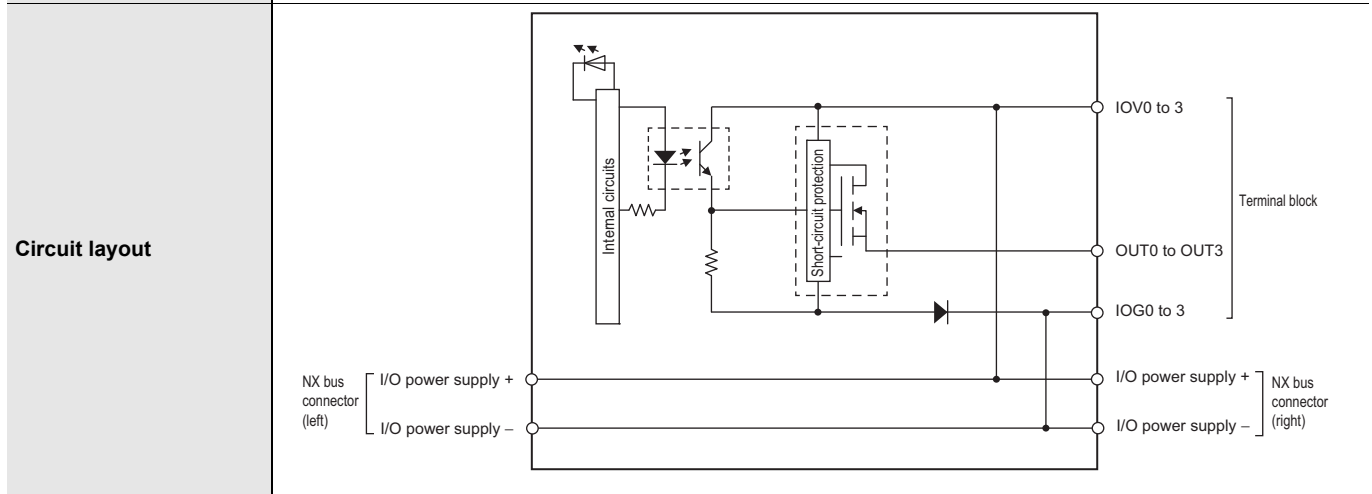 Circuit layout
Internal circuits
Short-circuit protection
IOV0 to 3
Terminal block
OUT0 to OUT3
IOG0 to 3
NX bus
connector
(left)
I/O power supply +
I/O power supply –
I/O power supply +
I/O power supply –
NX bus
connector
(right)